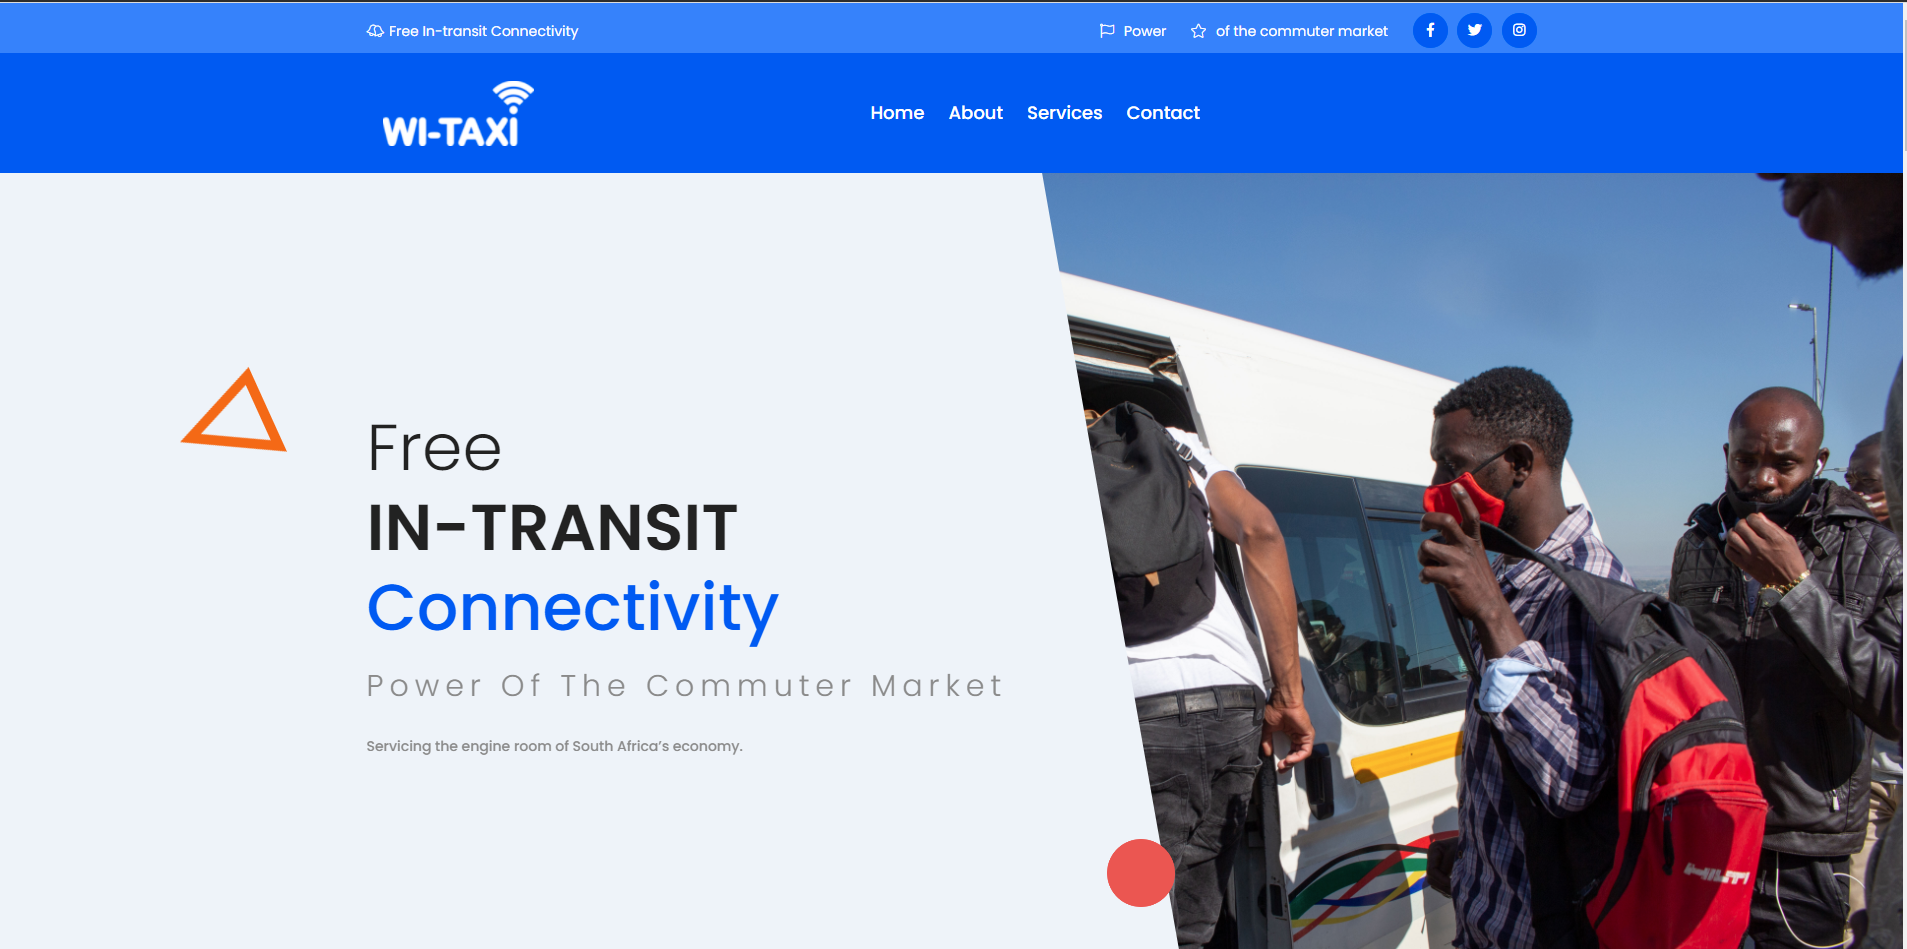 Free In-transit Connectivity
Power
of the commuter market
WI-TAXI
Home
About
Services
Contact
Free
IN-TRANSIT
Connectivity
Power Of The Commuter Market
Servicing the engine room of South Africa's economy.
HILTI